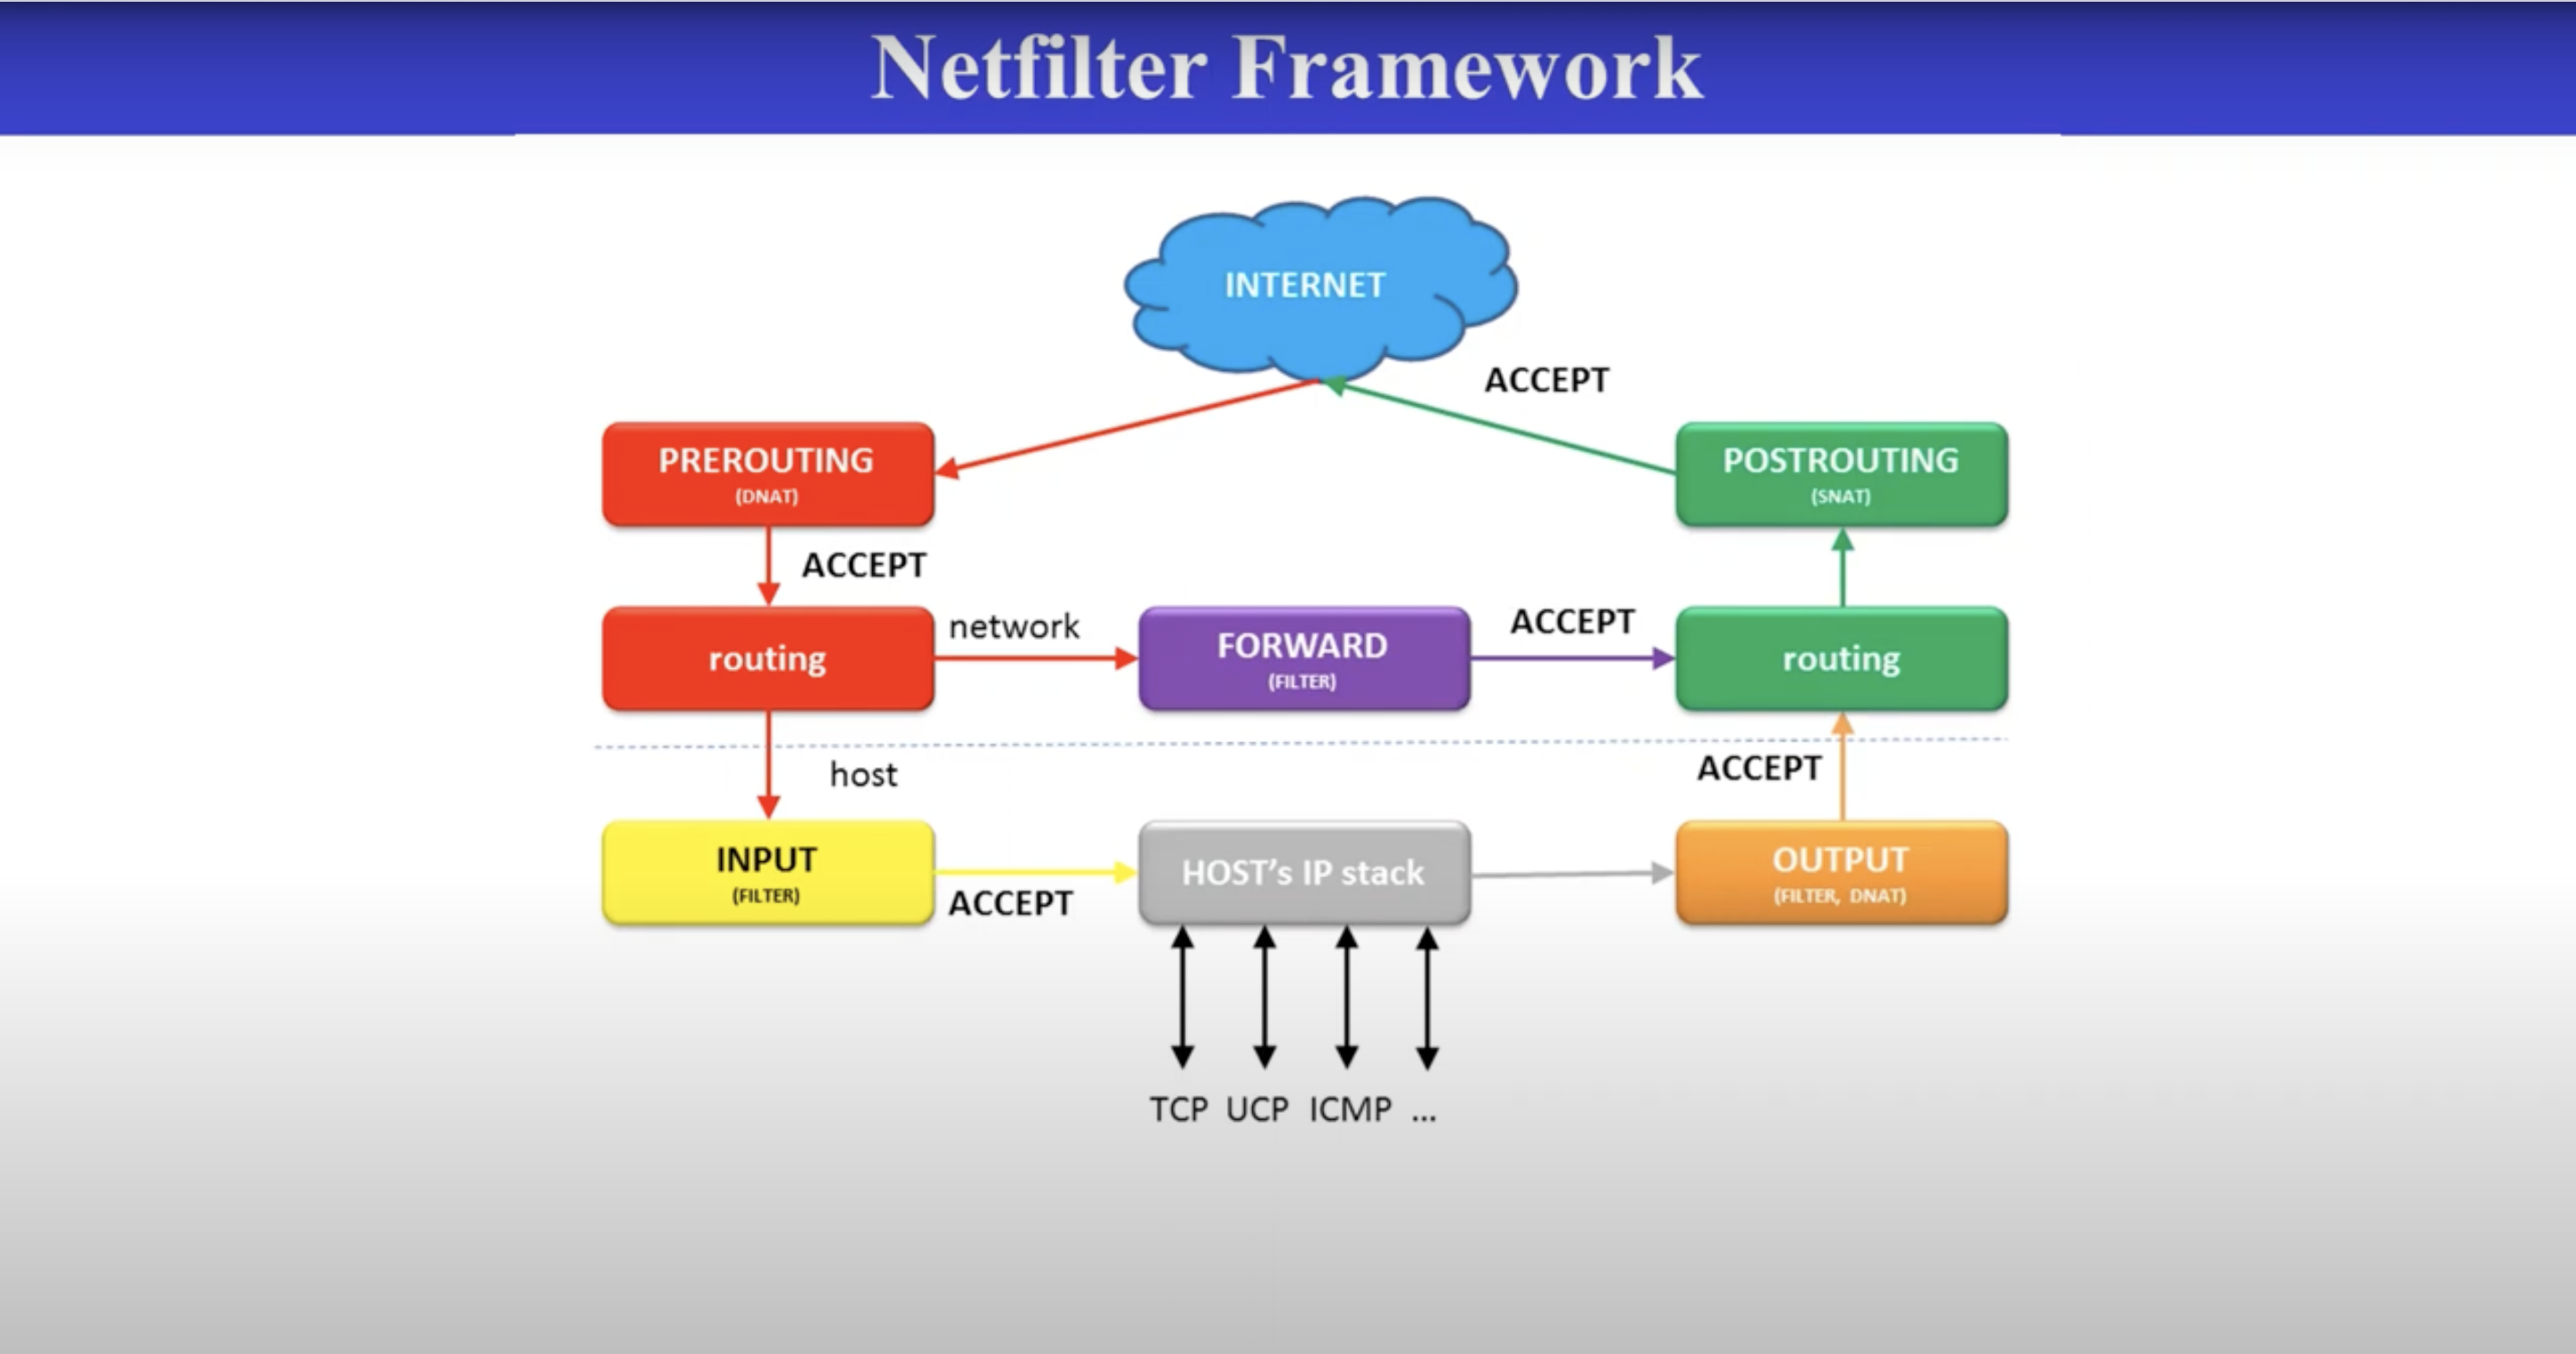 Netfilter Framework
INTERNET
ACCEPT
PREROUTING
(DNAT)
POSTROUTING
(SNAT)
ACCEPT
routing
network
FORWARD
(FILTER)
ACCEPT
routing
host
ACCEPT
INPUT
(FILTER)
ACCEPT
HOST’s IP stack
OUTPUT
(FILTER, DNAT)
TCP UCP ICMP ...